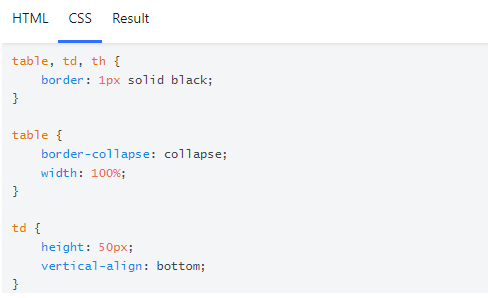 HTML CSS Result
table, td, th {
    border: 1px solid black;
}

table {
    border-collapse: collapse;
    width: 100%;
}

td {
    height: 50px;
    vertical-align: bottom;
}